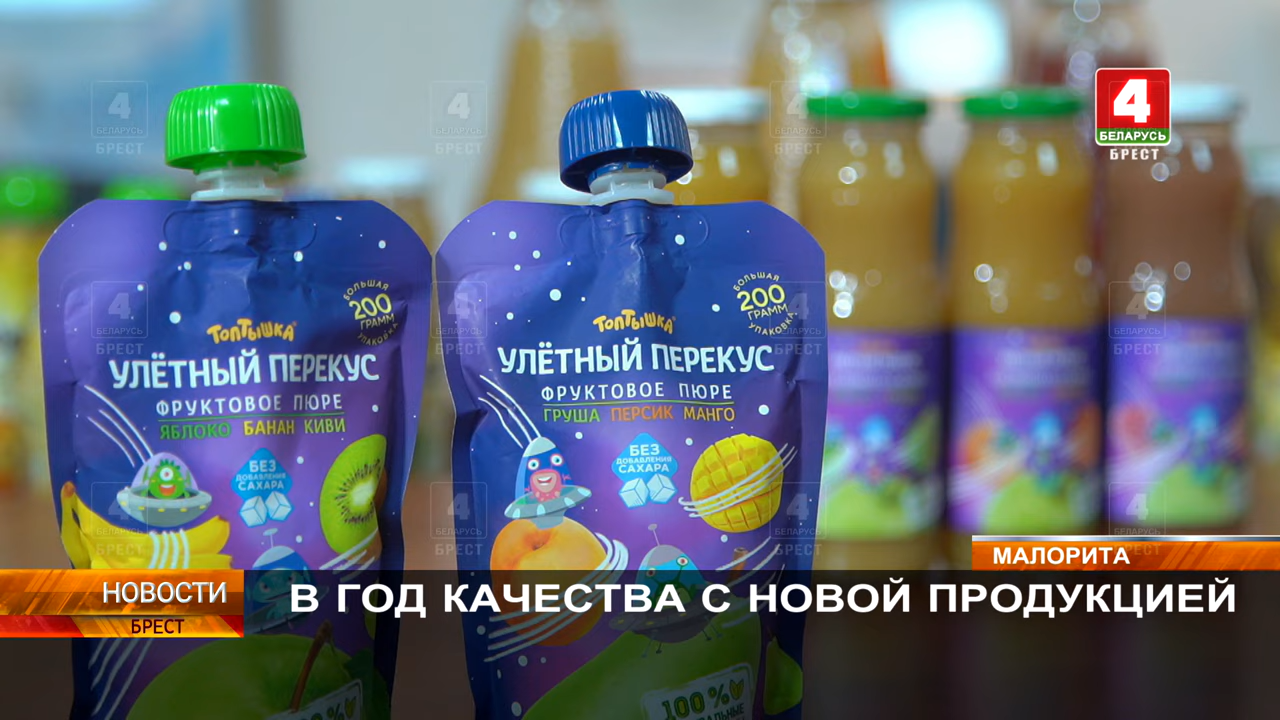 4
БЕЛАРУСЬ
БРЕСТ
БОЛЬШАЯ
200
ГРАММ
УПАКОВКА
ТОПТЫШКА
УЛЁТНЫЙ ПЕРЕКУС
ФРУКТОВОЕ ПЮРЕ
ЯБЛОКО БАНАН КИВИ
БЕЗ
ДОБАВЛЕНИЯ
САХАРА
БОЛЬШАЯ
200
ГРАММ
УПАКОВКА
ТОПТЫШКА
УЛЁТНЫЙ ПЕРЕКУС
ФРУКТОВОЕ ПЮРЕ
ГРУША ПЕРСИК МАНГО
БЕЗ
ДОБАВЛЕНИЯ
САХАРА
100%
МАЛОРИТА
НОВОСТИ
БРЕСТ
В ГОД КАЧЕСТВА С НОВОЙ ПРОДУКЦИЕЙ